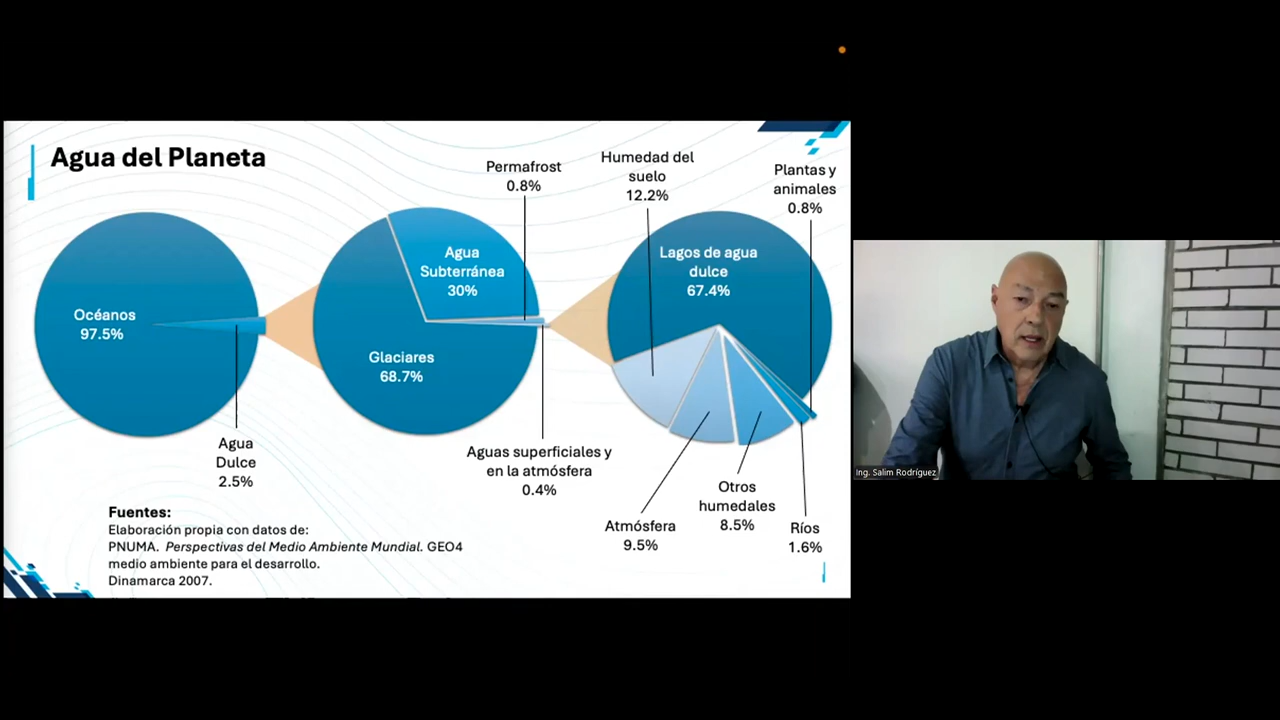 Agua del Planeta
Océanos
97.5%
Agua
Dulce
2.5%
Agua
Subterránea
30%
Glaciares
68.7%
Permafrost
0.8%
Aguas superficiales y
en la atmósfera
0.4%
Humedad del
suelo
12.2%
Plantas y
animales
0.8%
Lagos de agua
dulce
67.4%
Atmósfera
9.5%
Otros
humedales
8.5%
Ríos
1.6%
Fuentes:
Elaboración propia con datos de:
PNUMA. Perspectivas del Medio Ambiente Mundial. GEO4
medio ambiente para el desarrollo.
Dinamarca 2007.
Ing. Salim Rodríguez